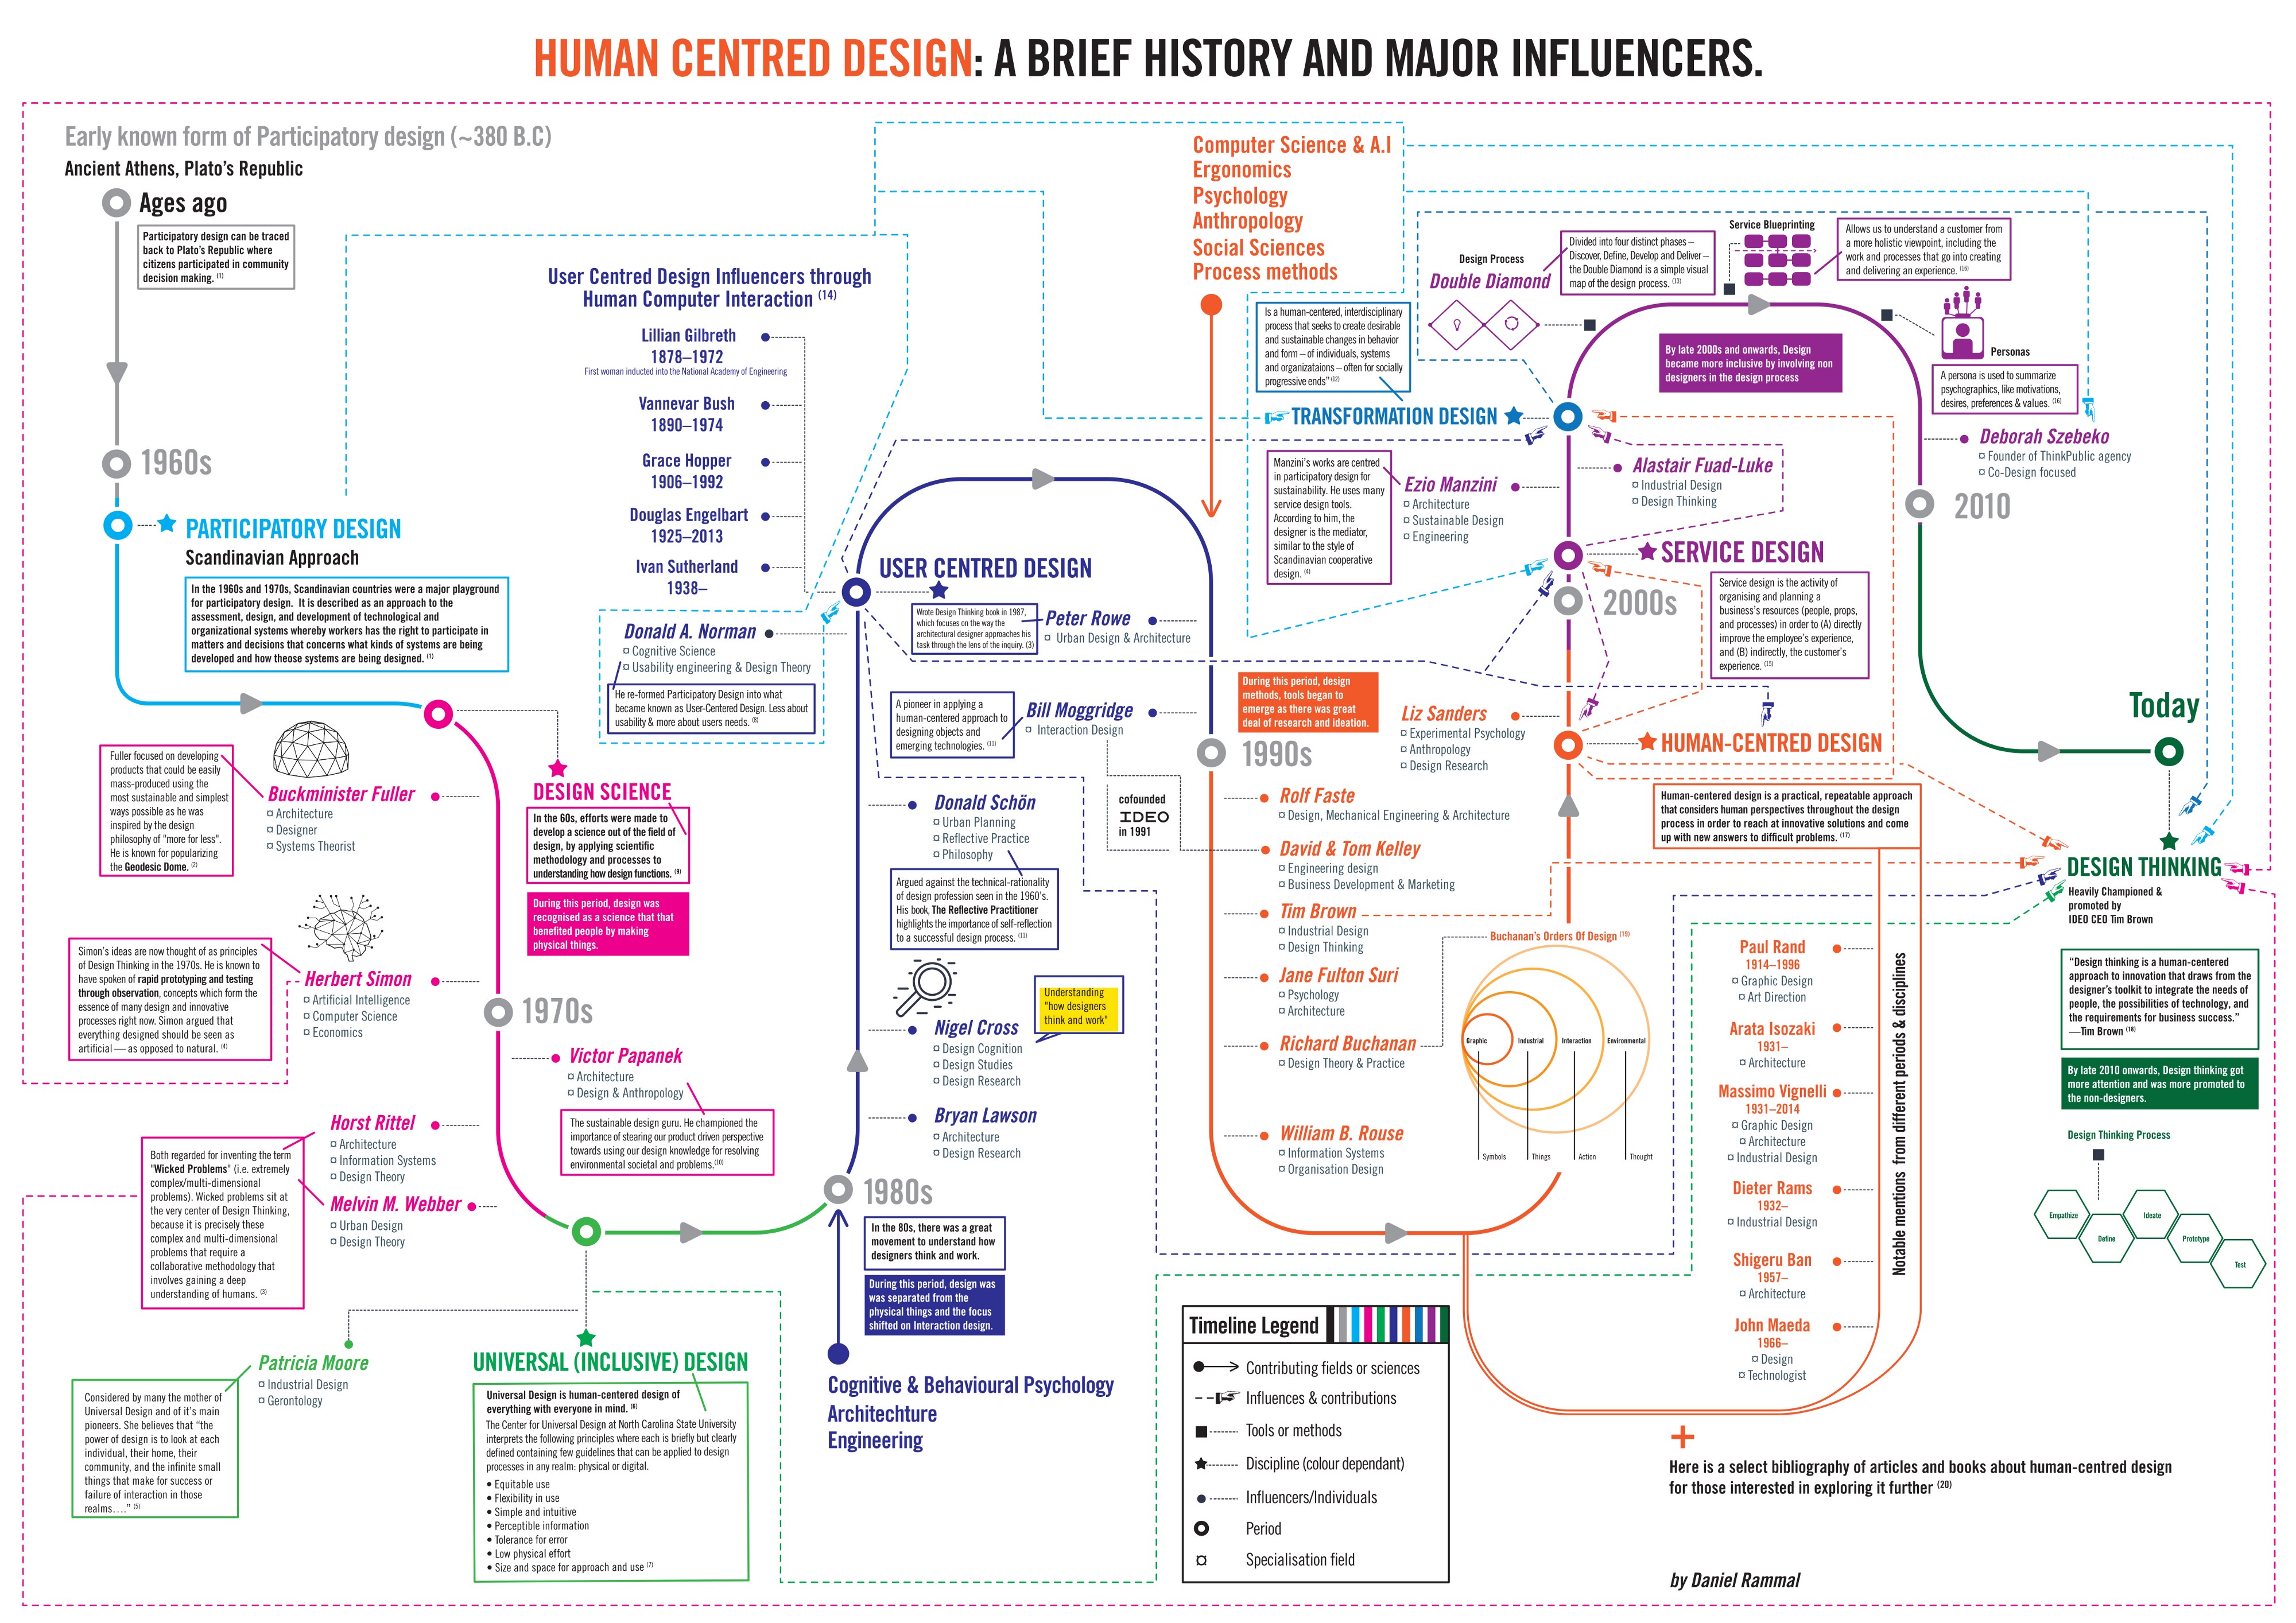 HUMAN CENTRED DESIGN: A BRIEF HISTORY AND MAJOR INFLUENCERS.
Early known form of Participatory design (~380 B.C)
Ancient Athens, Plato's Republic
Ages ago
Participatory design can be traced
back to Plato's Republic where
citizens participated in community
decision making. (1)
1960s
PARTICIPATORY DESIGN
Scandinavian Approach
In the 1960s and 1970s, Scandinavian countries were a major playground
for participatory design. It is described as an approach to the
assessment, design, and development of technological and
organizational systems whereby workers has the right to participate in
matters and decisions that concerns what kinds of systems are being
developed and how theose systems are being designed. (1)
Fuller focused on developing
products that could be easily
mass-produced using the
most sustainable and simplest
ways possible as he was
inspired by the design
philosophy of "more for less".
He is known for popularizing
the Geodesic Dome. (2)
Buckminister Fuller
Architecture
Designer
Systems Theorist
DESIGN SCIENCE
In the 60s, efforts were made to
develop a science out of the field of
design, by applying scientific
methodology and processes to
understanding how design functions. (9)
During this period, design was
recognised as a science that that
benefited people by making
physical things.
Simon's ideas are now thought of as principles
of Design Thinking in the 1970s. He is known to
have spoken of rapid prototyping and testing
through observation, concepts which form the
essence of many design and innovative
processes right now. Simon argued that
everything designed should be seen as
artificial — as opposed to natural. (4)
Herbert Simon
Artificial Intelligence
Computer Science
Economics
1970s
Victor Papanek
Architecture
Design & Anthropology
The sustainable design guru. He championed the
importance of stearing our product driven perspective
towards using our design knowledge for resolving
environmental societal and problems.(10)
Horst Rittel
Architecture
Information Systems
Design Theory
Both regarded for inventing the term
"Wicked Problems" (i.e. extremely
complex/multi-dimensional
problems). Wicked problems sit at
the very center of Design Thinking,
because it is precisely these
complex and multi-dimensional
problems that require a
collaborative methodology that
involves gaining a deep
understanding of humans. (3)
Melvin M. Webber
Urban Design
Design Theory
Patricia Moore
Industrial Design
Gerontology
Considered by many the mother of
Universal Design and of it's main
pioneers. She believes that "the
power of design is to look at each
individual, their home, their
community, and the infinite small
things that make for success or
failure of interaction in those
realms...." (5)
UNIVERSAL (INCLUSIVE) DESIGN
Universal Design is human-centered design of
everything with everyone in mind. (6)
The Center for Universal Design at North Carolina State University
interprets the following principles where each is briefly but clearly
defined containing few guidelines that can be applied to design
processes in any realm: physical or digital.
• Equitable use
• Flexibility in use
• Simple and intuitive
• Perceptible information
• Tolerance for error
• Low physical effort
• Size and space for approach and use (7)
User Centred Design Influencers through
Human Computer Interaction (14)
Lillian Gilbreth
1878–1972
First woman inducted into the National Academy of Engineering
Vannevar Bush
1890–1974
Grace Hopper
1906–1992
Douglas Engelbart
1925–2013
Ivan Sutherland
1938–
Donald A. Norman
Cognitive Science
Usability engineering & Design Theory
He re-formed Participatory Design into what
became known as User-Centered Design. Less about
usability & more about users needs. (8)
USER CENTRED DESIGN
Wrote Design Thinking book in 1987,
which focuses on the way the
architectural designer approaches his
task through the lens of the inquiry. (3)
Peter Rowe
Urban Design & Architecture
A pioneer in applying a
human-centered approach to
designing objects and
emerging technologies. (11)
Bill Moggridge
Interaction Design
cofounded
IDEO
in 1991
Donald Schön
Urban Planning
Reflective Practice
Philosophy
Argued against the technical-rationality
of design profession seen in the 1960's.
His book, The Reflective Practitioner
highlights the importance of self-reflection
to a successful design process. (11)
Understanding
"how designers
think and work"
Nigel Cross
Design Cognition
Design Studies
Design Research
Bryan Lawson
Architecture
Design Research
1980s
In the 80s, there was a great
movement to understand how
designers think and work.
During this period, design was
was separated from the
physical things and the focus
shifted on Interaction design.
Cognitive & Behavioural Psychology
Architechture
Engineering
Computer Science & A.I
Ergonomics
Psychology
Anthropology
Social Sciences
Process methods
1990s
During this period, design
methods, tools began to
emerge as there was great
deal of research and ideation.
Rolf Faste
Design, Mechanical Engineering & Architecture
David & Tom Kelley
Engineering design
Business Development & Marketing
Tim Brown
Industrial Design
Design Thinking
Jane Fulton Suri
Psychology
Architecture
Richard Buchanan
Design Theory & Practice
William B. Rouse
Information Systems
Organisation Design
Buchanan's Orders Of Design (19)
Graphic Industrial Interaction Environmental
Symbols Things Action Thought
Is a human-centered, interdisciplinary
process that seeks to create desirable
and sustainable changes in behavior
and form – of individuals, systems
and organizataions – often for socially
progressive ends" (12)
TRANSFORMATION DESIGN
Manzini's works are centred
in participatory design for
sustainability. He uses many
service design tools.
According to him, the
designer is the mediator,
similar to the style of
Scandinavian cooperative
design. (4)
Ezio Manzini
Architecture
Sustainable Design
Engineering
Alastair Fuad-Luke
Industrial Design
Design Thinking
SERVICE DESIGN
2000s
Service design is the activity of
organising and planning a
business's resources (people, props,
and processes) in order to (A) directly
improve the employee's experience,
and (B) indirectly, the customer's
experience. (15)
Liz Sanders
Experimental Psychology
Anthropology
Design Research
HUMAN-CENTRED DESIGN
Human-centered design is a practical, repeatable approach
that considers human perspectives throughout the design
process in order to reach at innovative solutions and come
up with new answers to difficult problems. (17)
Design Process
Double Diamond
Divided into four distinct phases –
Discover, Define, Develop and Deliver –
the Double Diamond is a simple visual
map of the design process. (13)
Service Blueprinting
Allows us to understand a customer from
a more holistic viewpoint, including the
work and processes that go into creating
and delivering an experience. (16)
By late 2000s and onwards, Design
became more inclusive by involving non
designers in the design process
Personas
A persona is used to summarize
psychographics, like motivations,
desires, preferences & values. (16)
Deborah Szebeko
Founder of ThinkPublic agency
Co-Design focused
2010
Today
DESIGN THINKING
Heavily Championed &
promoted by
IDEO CEO Tim Brown
"Design thinking is a human-centered
approach to innovation that draws from the
designer's toolkit to integrate the needs of
people, the possibilities of technology, and
the requirements for business success."
—Tim Brown (18)
By late 2010 onwards, Design thinking got
more attention and was more promoted to
the non-designers.
Design Thinking Process
Empathize
Define
Ideate
Prototype
Test
Notable mentions from different periods & disciplines
Paul Rand
1914–1996
Graphic Design
Art Direction
Arata Isozaki
1931–
Architecture
Massimo Vignelli
1931–2014
Graphic Design
Architecture
Industrial Design
Dieter Rams
1932–
Industrial Design
Shigeru Ban
1957–
Architecture
John Maeda
1966–
Design
Technologist
Timeline Legend
Contributing fields or sciences
Influences & contributions
Tools or methods
Discipline (colour dependant)
Influencers/Individuals
Period
Specialisation field
+
Here is a select bibliography of articles and books about human-centred design
for those interested in exploring it further (20)
by Daniel Rammal